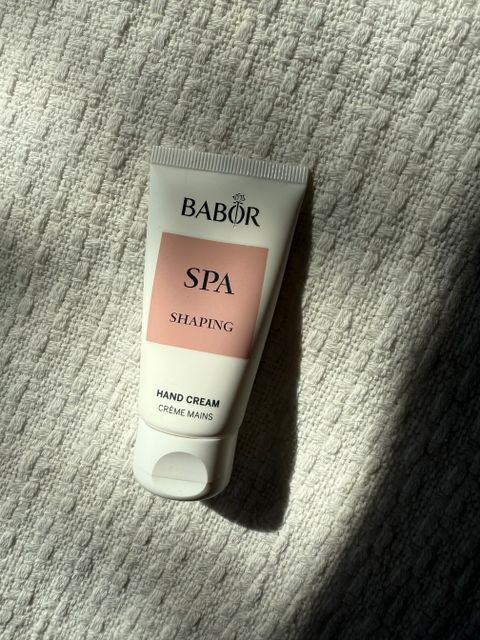 BABOR
SPA
SHAPING
HAND CREAM
CRÈME MAINS